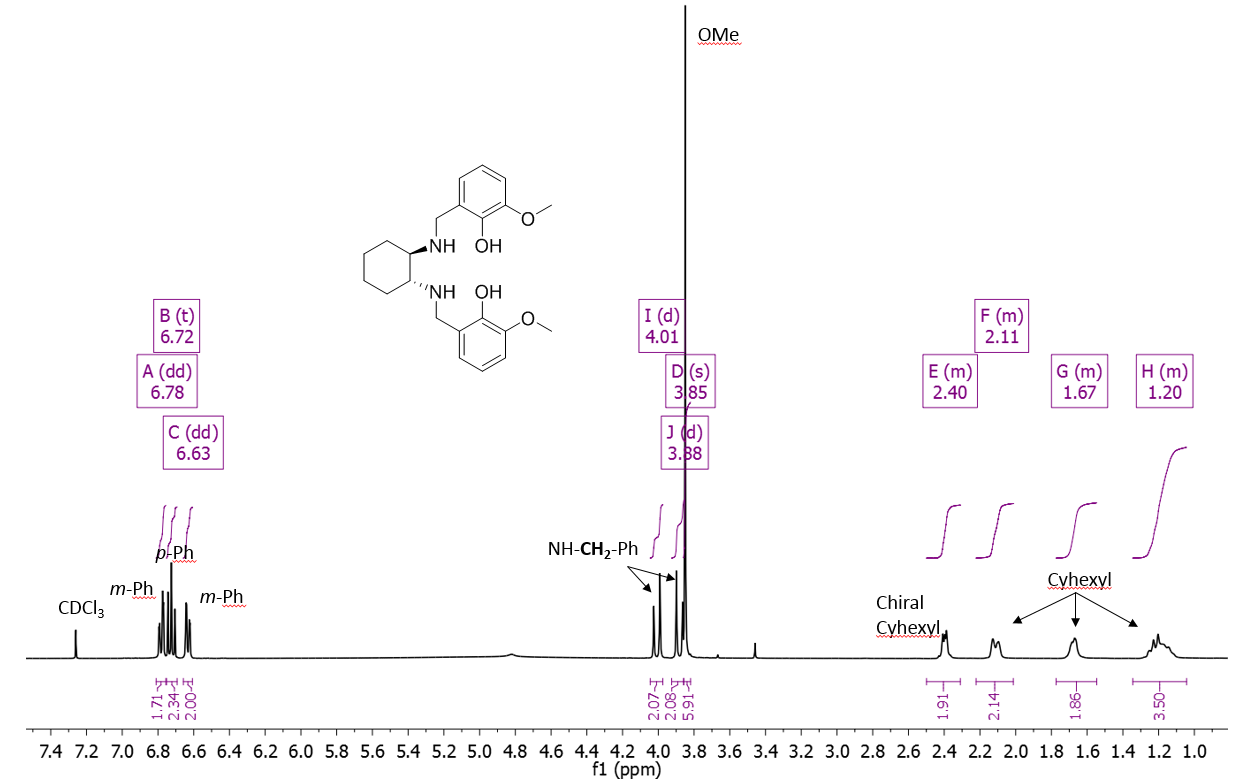 OMe
O
NH
OH
NH
OH
O
B (t)
6.72
A (dd)
6.78
C (dd)
6.63
I (d)
4.01
D (s)
3.85
J (d)
3.88
F (m)
2.11
E (m)
2.40
G (m)
1.67
H (m)
1.20
CDCl3
m-Ph
p-Ph
m-Ph
NH-CH2-Ph
Chiral
Cyhexyl
Cyhexyl
1.71
2.34
2.00
2.07
2.08
5.91
1.91
2.14
1.86
3.50
7.4 7.2 7.0 6.8 6.6 6.4 6.2 6.0 5.8 5.6 5.4 5.2 5.0 4.8 4.6 4.4 4.2 4.0 3.8 3.6 3.4 3.2 3.0 2.8 2.6 2.4 2.2 2.0 1.8 1.6 1.4 1.2 1.0
f1 (ppm)